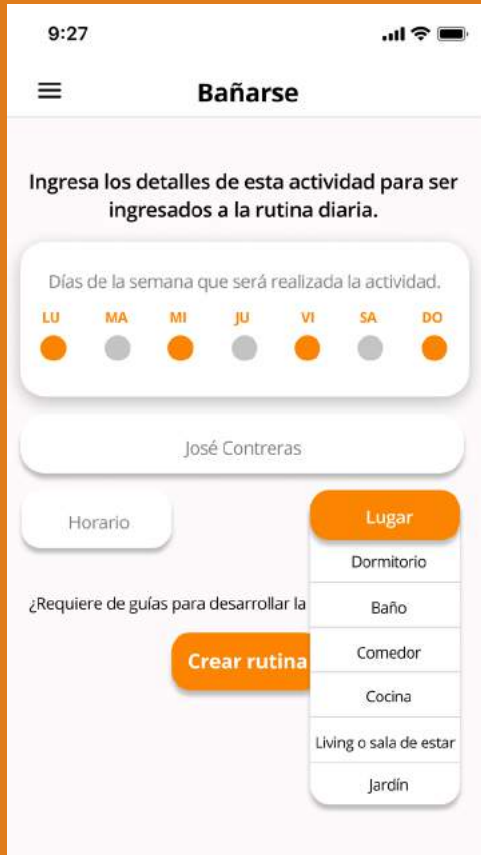 9:27
Bañarse
Ingresa los detalles de esta actividad para ser
ingresados a la rutina diaria.
Días de la semana que será realizada la actividad.
LU MA MI JU VI SA DO
José Contreras
Horario
Lugar
Dormitorio
¿Requiere de guías para desarrollar la
Baño
Comedor
Crear rutina
Cocina
Living o sala de estar
Jardín